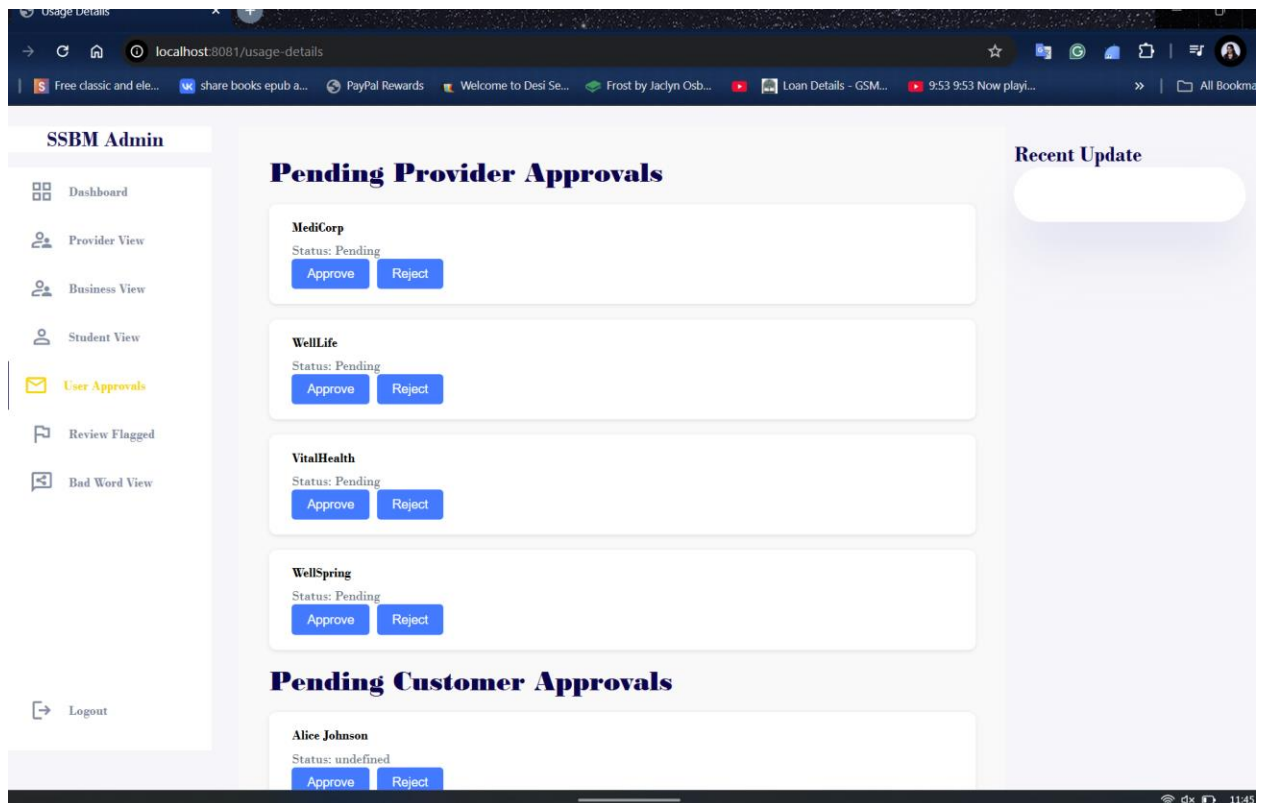 Usage Details
localhost:8081/usage-details
Free classic and ele...
share books epub a...
PayPal Rewards
Welcome to Desi Se...
Frost by Jaclyn Osb...
Loan Details - GSM...
9:53 9:53 Now playi...
All Bookma
SSBM Admin
Dashboard
Provider View
Business View
Student View
User Approvals
Review Flagged
Bad Word View
Logout
Pending Provider Approvals
MediCorp
Status: Pending
Approve Reject
WellLife
Status: Pending
Approve Reject
VitalHealth
Status: Pending
Approve Reject
WellSpring
Status: Pending
Approve Reject
Pending Customer Approvals
Alice Johnson
Status: undefined
Approve Reject
Recent Update
11:45